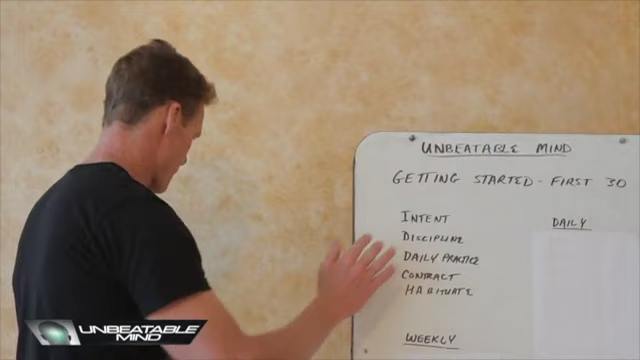 UNBEATABLE MIND
GETTING STARTED - FIRST 30
INTENT
DISCIPLINE
DAILY PRACTICE
CONTRACT
HABITUATE
DAILY
WEEKLY
UNBEATABLE
MIND